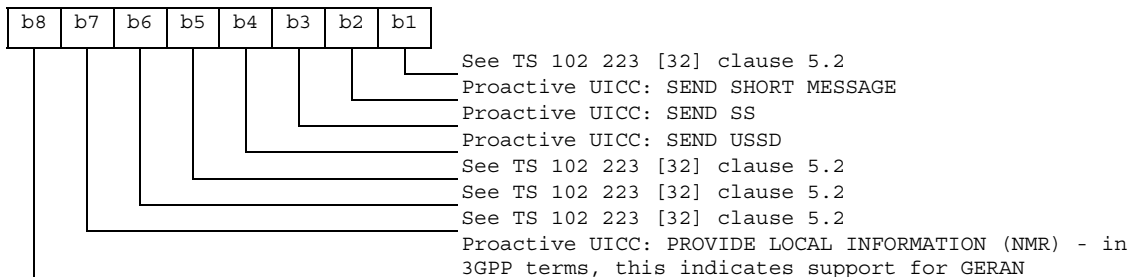 b8 b7 b6 b5 b4 b3 b2 b1
See TS 102 223 [32] clause 5.2
Proactive UICC: SEND SHORT MESSAGE
Proactive UICC: SEND SS
Proactive UICC: SEND USSD
See TS 102 223 [32] clause 5.2
See TS 102 223 [32] clause 5.2
See TS 102 223 [32] clause 5.2
Proactive UICC: PROVIDE LOCAL INFORMATION (NMR) - in
3GPP terms, this indicates support for GERAN